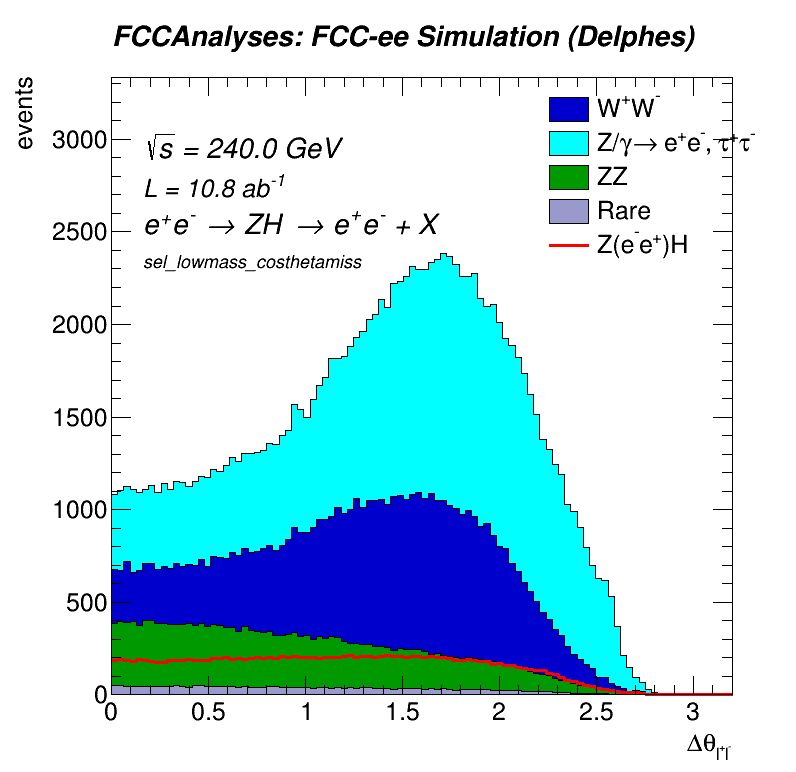 FCCAnalyses: FCC-ee Simulation (Delphes)
events
√s = 240.0 GeV
L = 10.8 ab⁻¹
e⁺e⁻ → ZH → e⁺e⁻ + X
sel_lowmass_costhetamiss
W⁺W⁻
Z/γ→ e⁺e⁻, τ⁺τ⁻
ZZ
Rare
Z(e⁻e⁺)H
3000
2500
2000
1500
1000
500
0
0 0.5 1 1.5 2 2.5 3
Δθ_l⁺l⁻